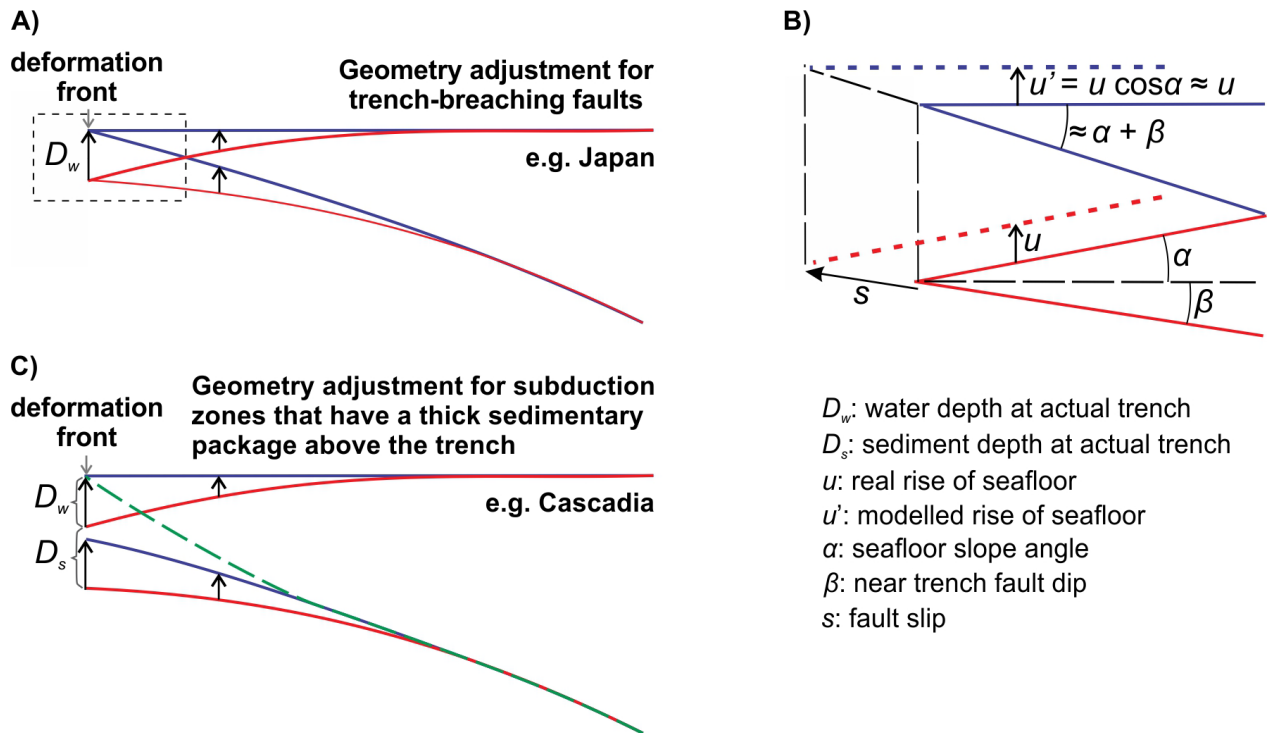 A)
deformation
front
Geometry adjustment for
trench-breaching faults
D_w
e.g. Japan
B)
u' = u cosα ≈ u
≈ α + β
u
α
s
β
C)
Geometry adjustment for subduction
zones that have a thick sedimentary
package above the trench
deformation
front
D_w
e.g. Cascadia
D_s
D_w: water depth at actual trench
D_s: sediment depth at actual trench
u: real rise of seafloor
u': modelled rise of seafloor
α: seafloor slope angle
β: near trench fault dip
s: fault slip